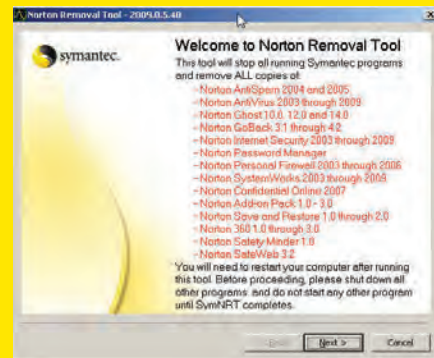 Norton Removal Tool - 2009.0.5.40
symantec.
Welcome to Norton Removal Tool
This tool will stop all running Symantec programs
and remove ALL copies of:
- Norton AntiSpam 2004 and 2005
- Norton AntiVirus 2003 through 2009
- Norton Ghost 10.0, 12.0 and 14.0
- Norton GoBack 3.1 through 4.2
- Norton Internet Security 2003 through 2009
- Norton Password Manager
- Norton Personal Firewall 2003 through 2006
- Norton SystemWorks 2003 through 2009
- Norton Confidential Online 2007
- Norton Add-on Pack 1.0 - 3.0
- Norton Save and Restore 1.0 through 2.0
- Norton 360 1.0 through 3.0
- Norton Safety Minder 1.0
- Norton SafeWeb 3.2
You will need to restart your computer after running
this tool. Before proceeding, please shut down all
other programs and do not start any other program
until SymNRT completes.
Next > Cancel